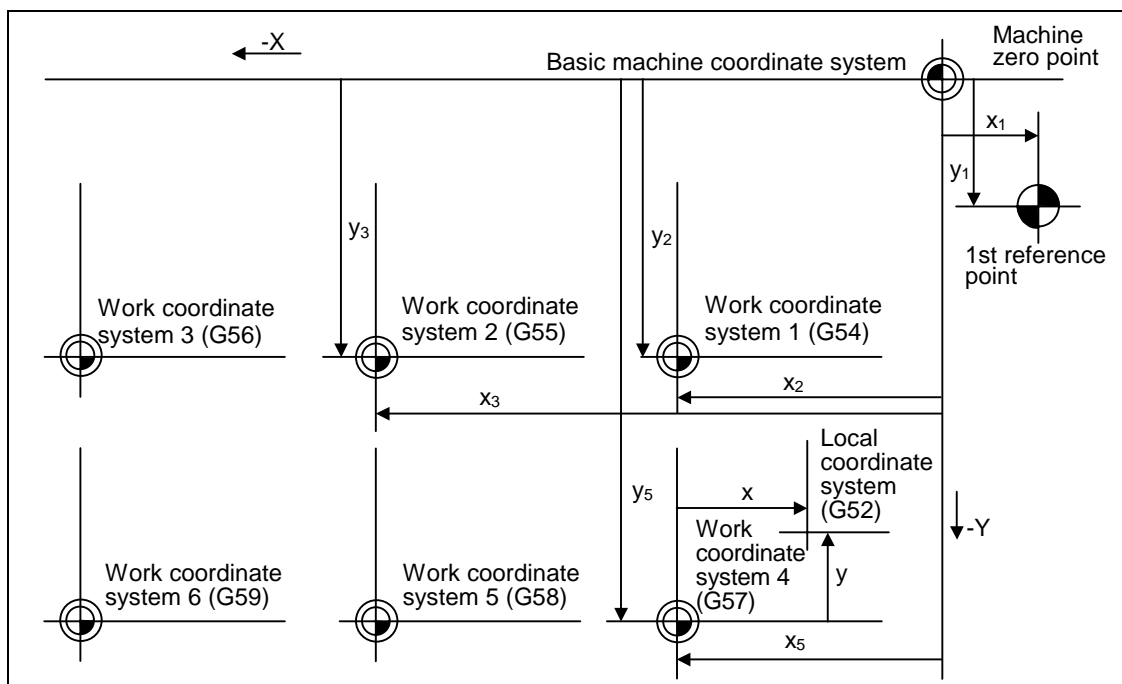 -X
Basic machine coordinate system
Machine
zero point
x1
y1
1st reference
point
y3
y2
Work coordinate
system 3 (G56)
Work coordinate
system 2 (G55)
Work coordinate
system 1 (G54)
x3
x2
Local
coordinate
system
(G52)
y5
x
-Y
Work
coordinate
system 4
(G57)
y
Work coordinate
system 6 (G59)
Work coordinate
system 5 (G58)
x5